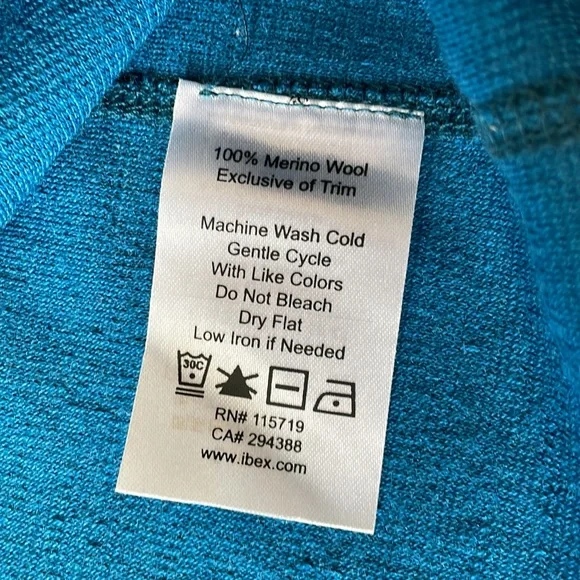 100% Merino Wool
Exclusive of Trim
Machine Wash Cold
Gentle Cycle
With Like Colors
Do Not Bleach
Dry Flat
Low Iron if Needed
30C
RN# 115719
CA# 294388
www.ibex.com